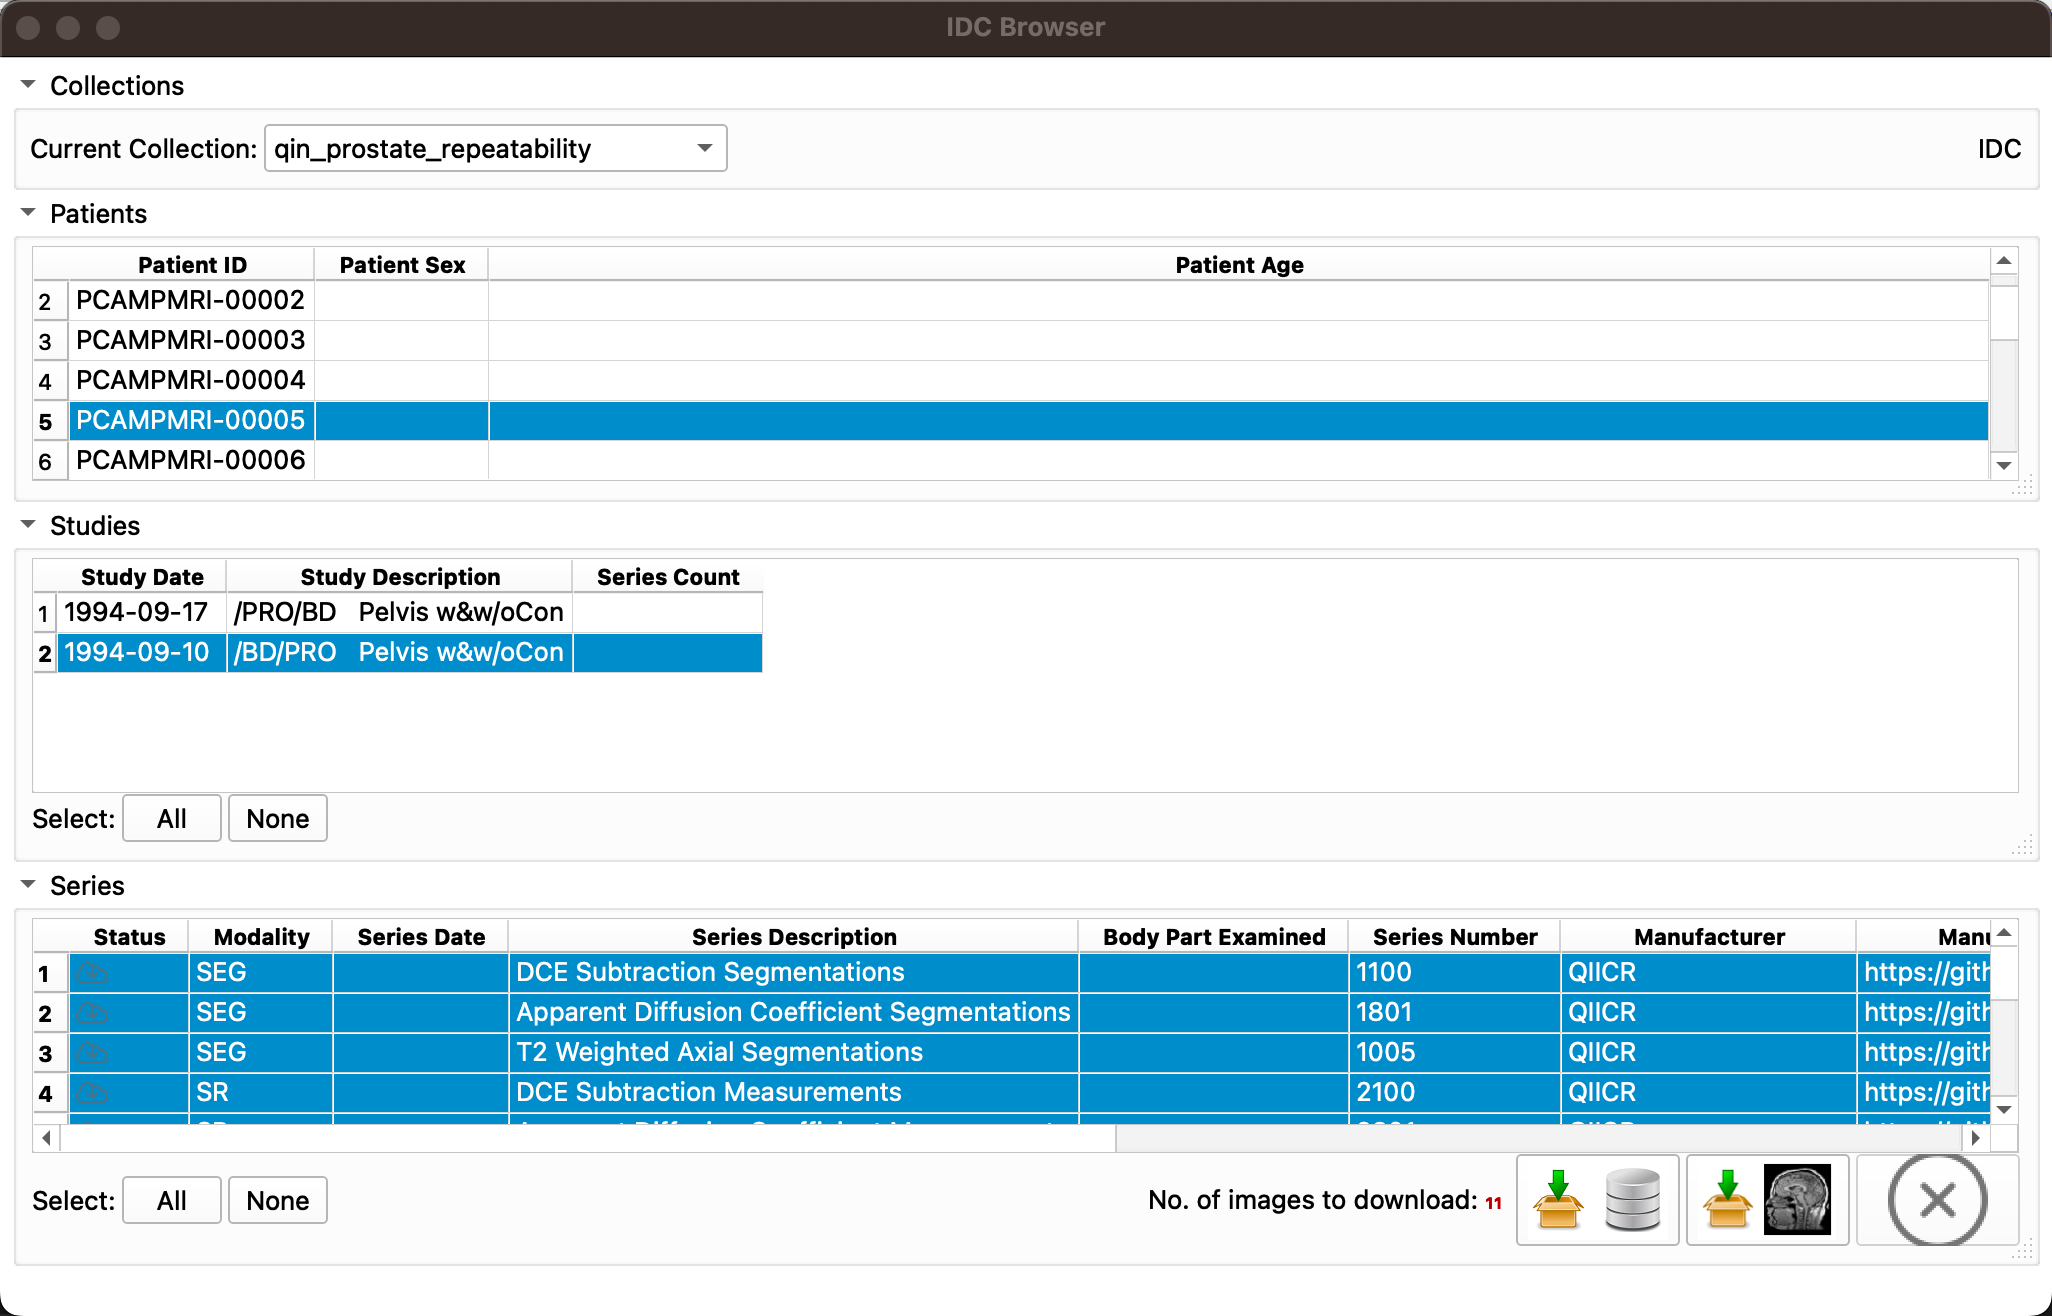 IDC Browser
Collections
Current Collection: qin_prostate_repeatability IDC
Patients
Patient ID Patient Sex Patient Age
2 PCAMPMRI-00002
3 PCAMPMRI-00003
4 PCAMPMRI-00004
5 PCAMPMRI-00005
6 PCAMPMRI-00006
Studies
Study Date Study Description Series Count
1 1994-09-17 /PRO/BD Pelvis w&w/oCon
2 1994-09-10 /BD/PRO Pelvis w&w/oCon
Select: All None
Series
Status Modality Series Date Series Description Body Part Examined Series Number Manufacturer Manu
1 SEG DCE Subtraction Segmentations 1100 QIICR https://gith
2 SEG Apparent Diffusion Coefficient Segmentations 1801 QIICR https://gith
3 SEG T2 Weighted Axial Segmentations 1005 QIICR https://gith
4 SR DCE Subtraction Measurements 2100 QIICR https://gith
Select: All None No. of images to download: 11